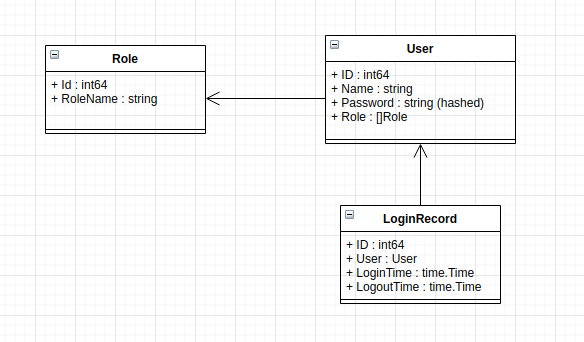 Role
+ Id : int64
+ RoleName : string
User
+ ID : int64
+ Name : string
+ Password : string (hashed)
+ Role : []Role
LoginRecord
+ ID : int64
+ User : User
+ LoginTime : time.Time
+ LogoutTime : time.Time